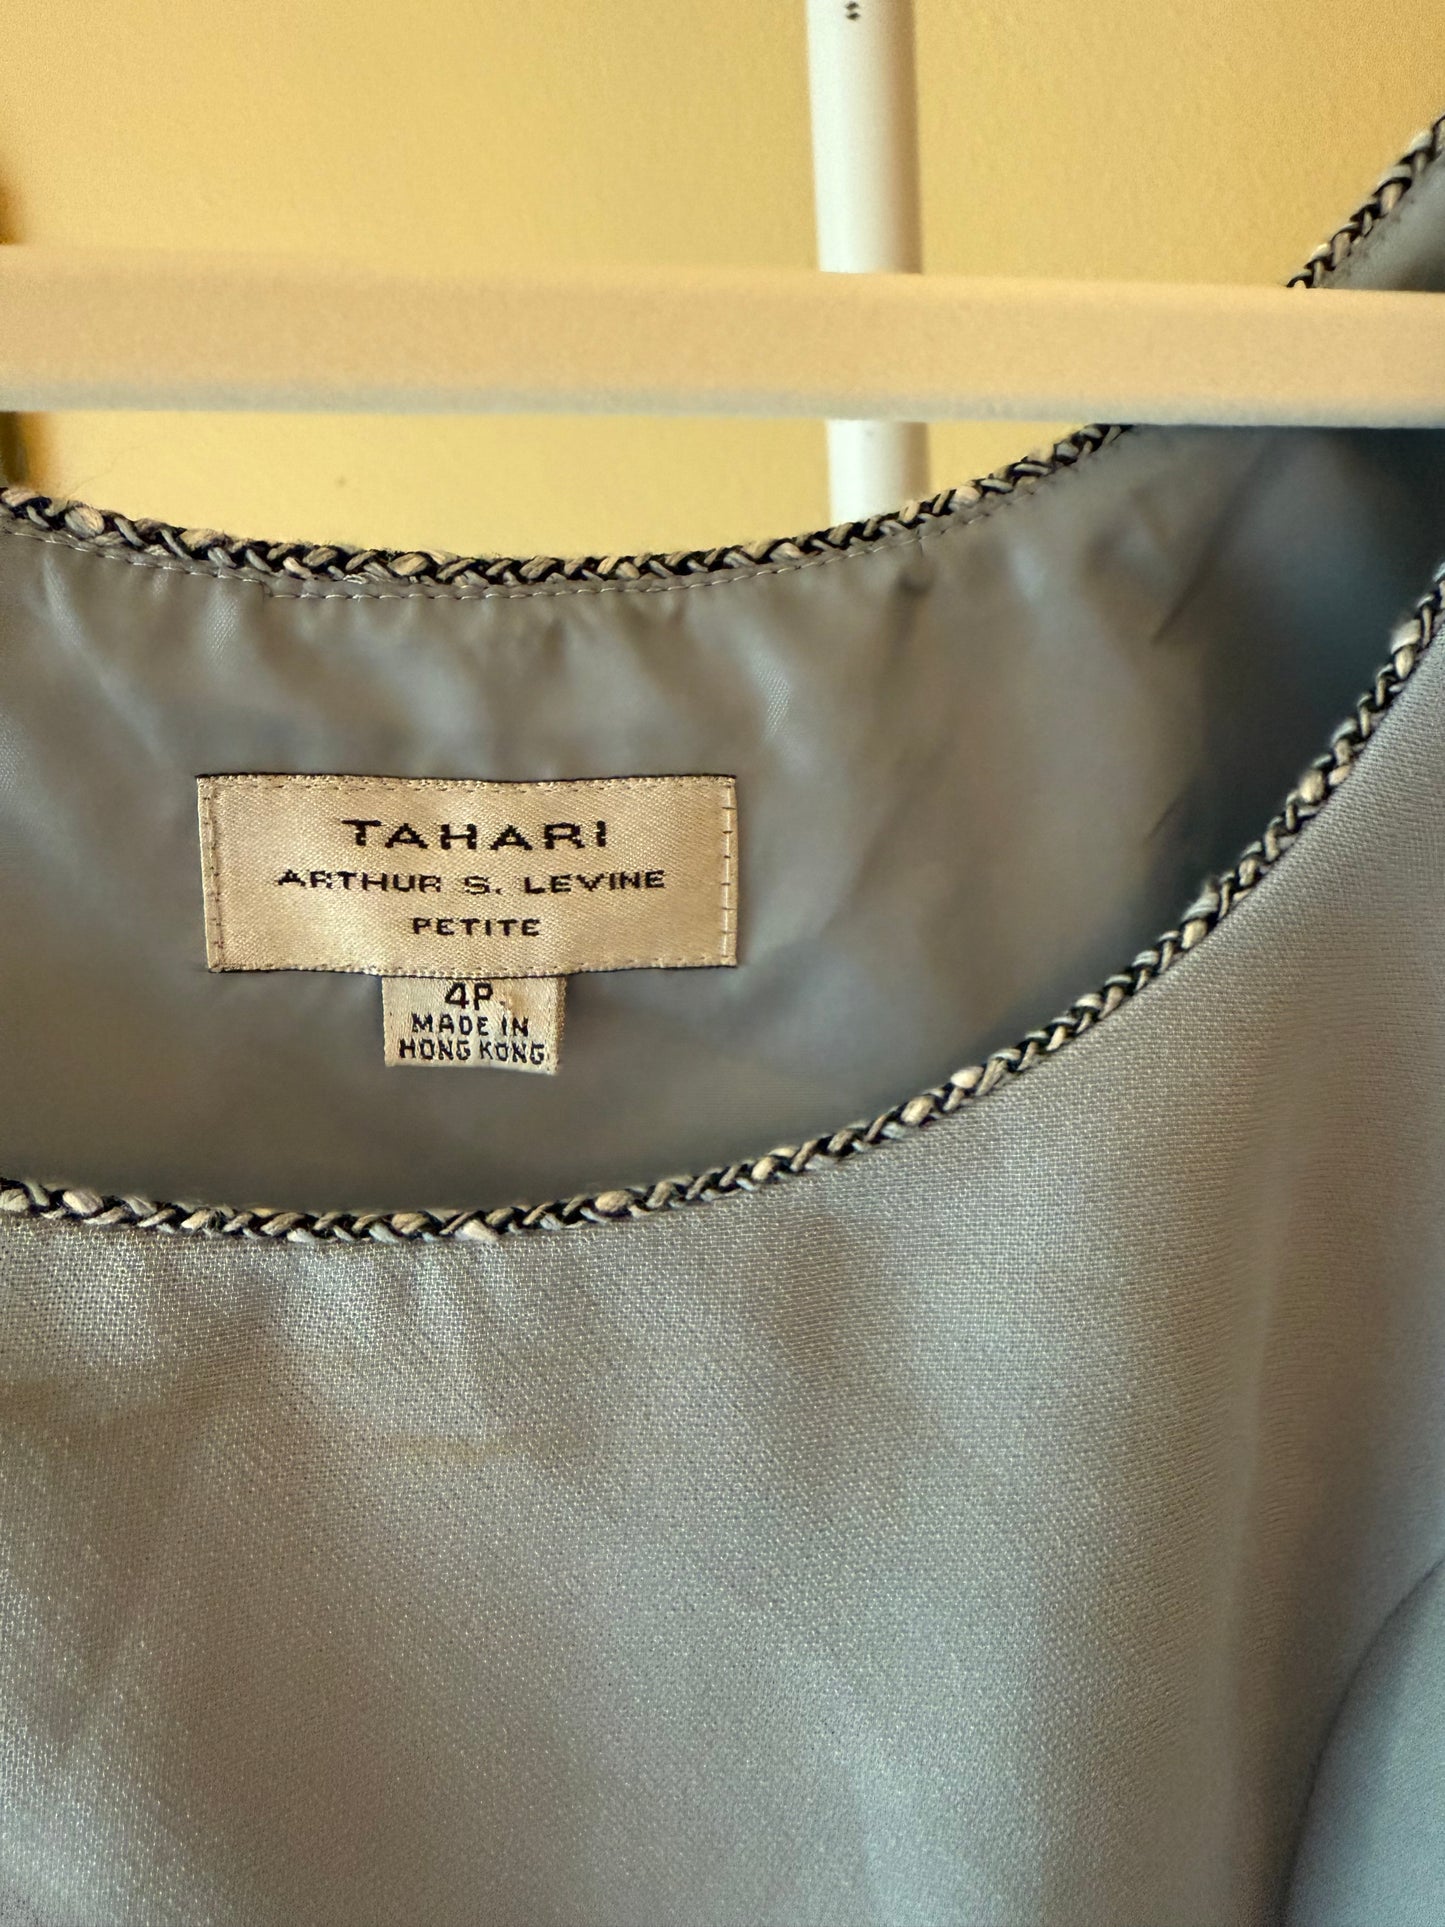 TAHARI
ARTHUR S. LEVINE
PETITE
4P
MADE IN
HONG KONG